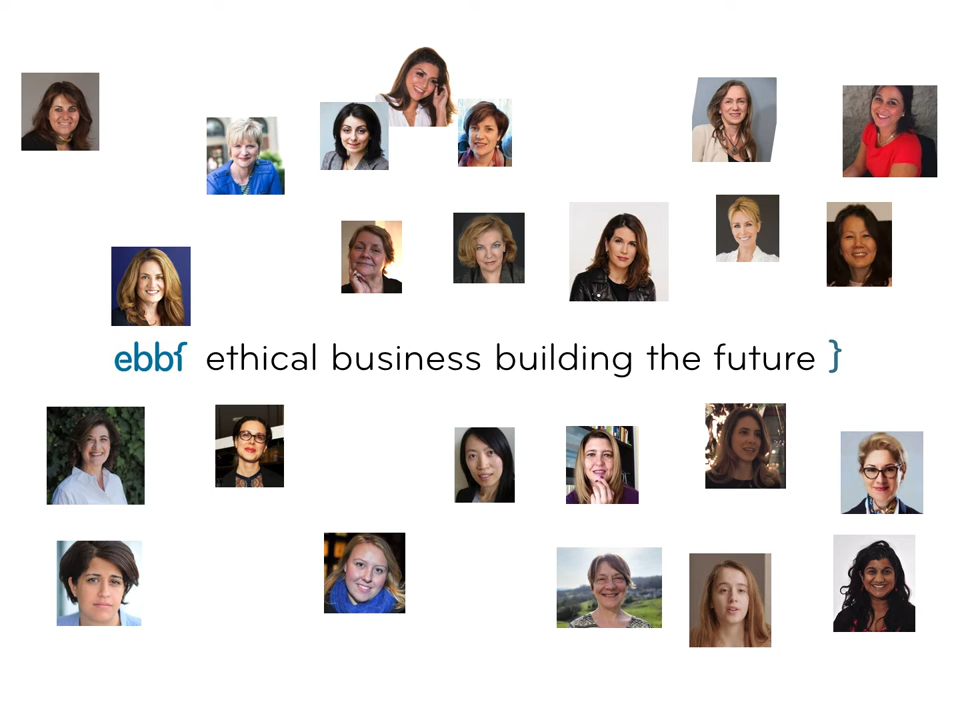 ebbf{ ethical business building the future }